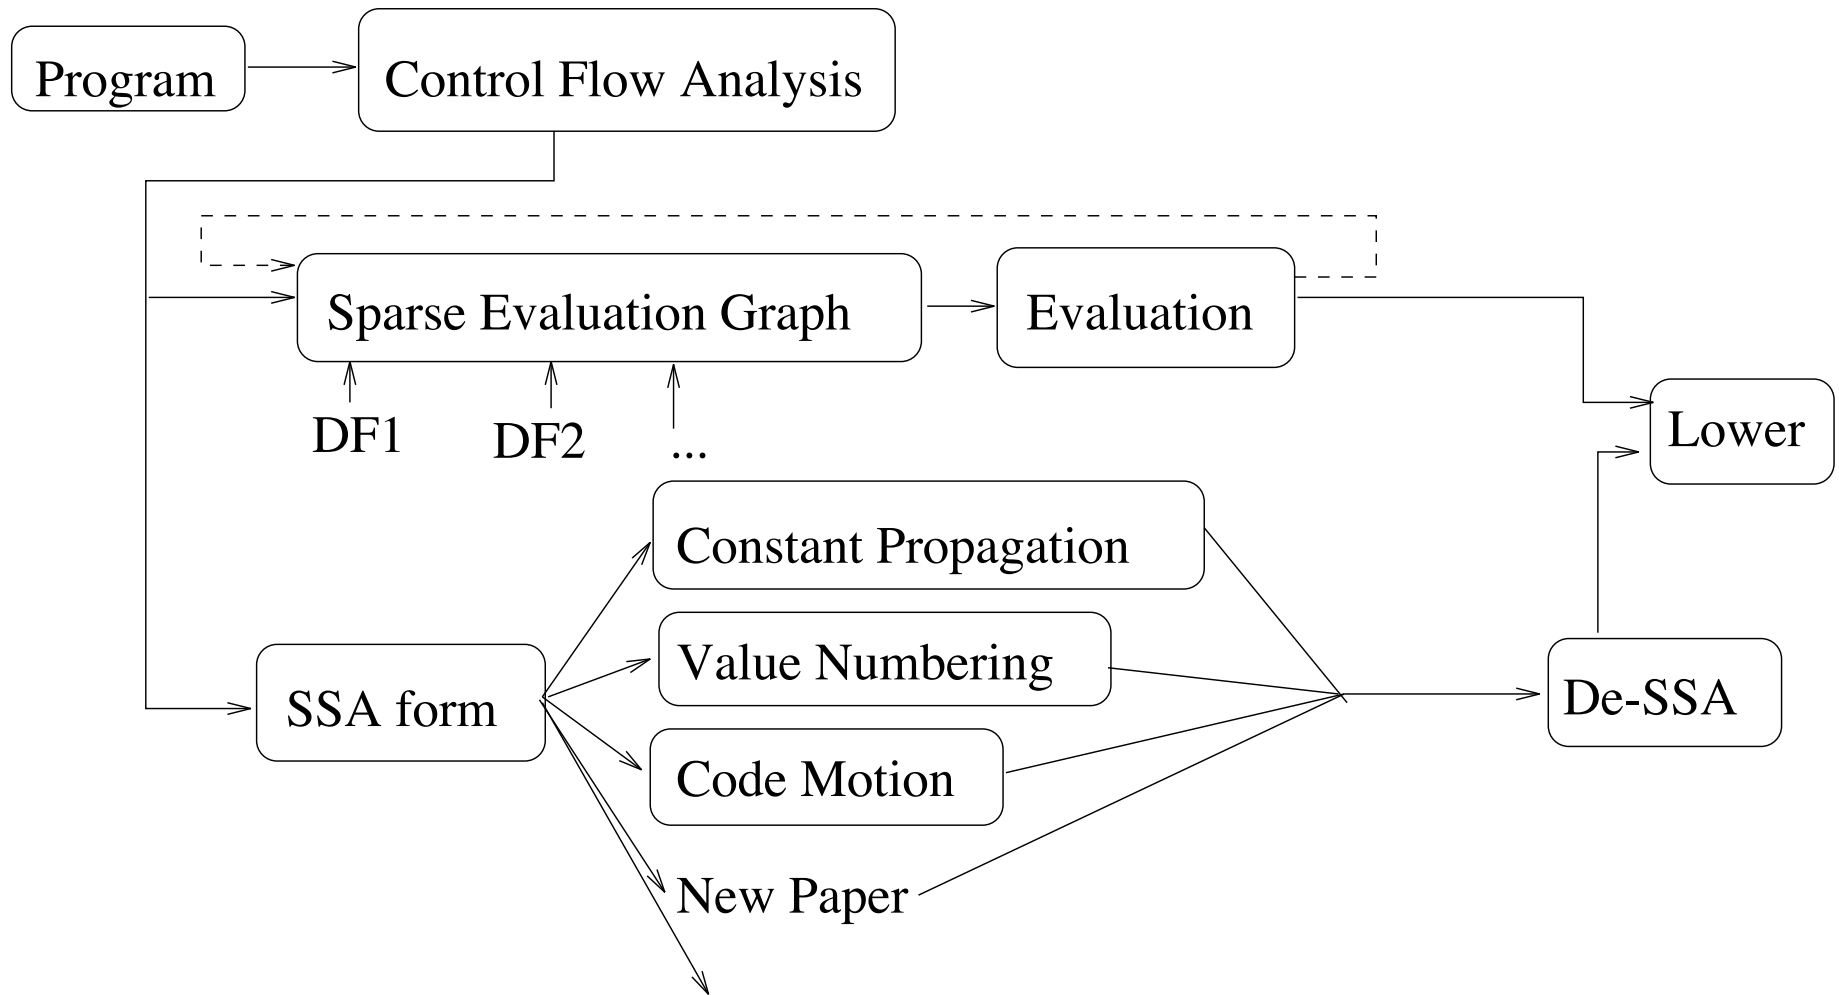 Program
Control Flow Analysis
Sparse Evaluation Graph
Evaluation
DF1
DF2
...
Lower
Constant Propagation
Value Numbering
SSA form
De-SSA
Code Motion
New Paper